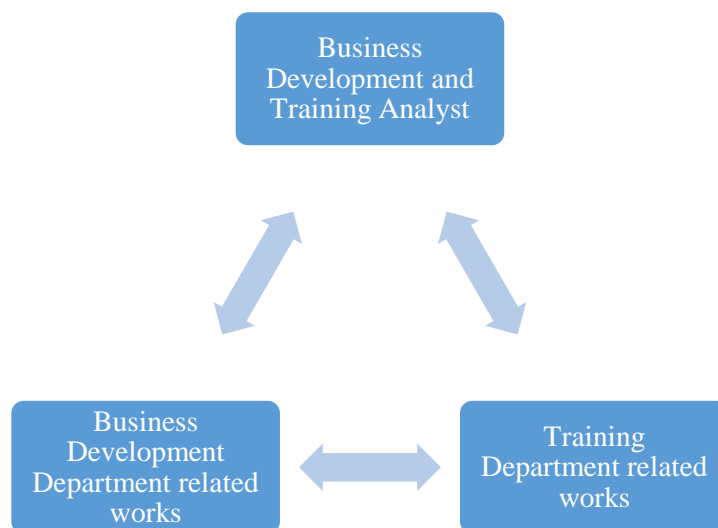 Business
Development and
Training Analyst
Business
Development
Department related
works
Training
Department related
works